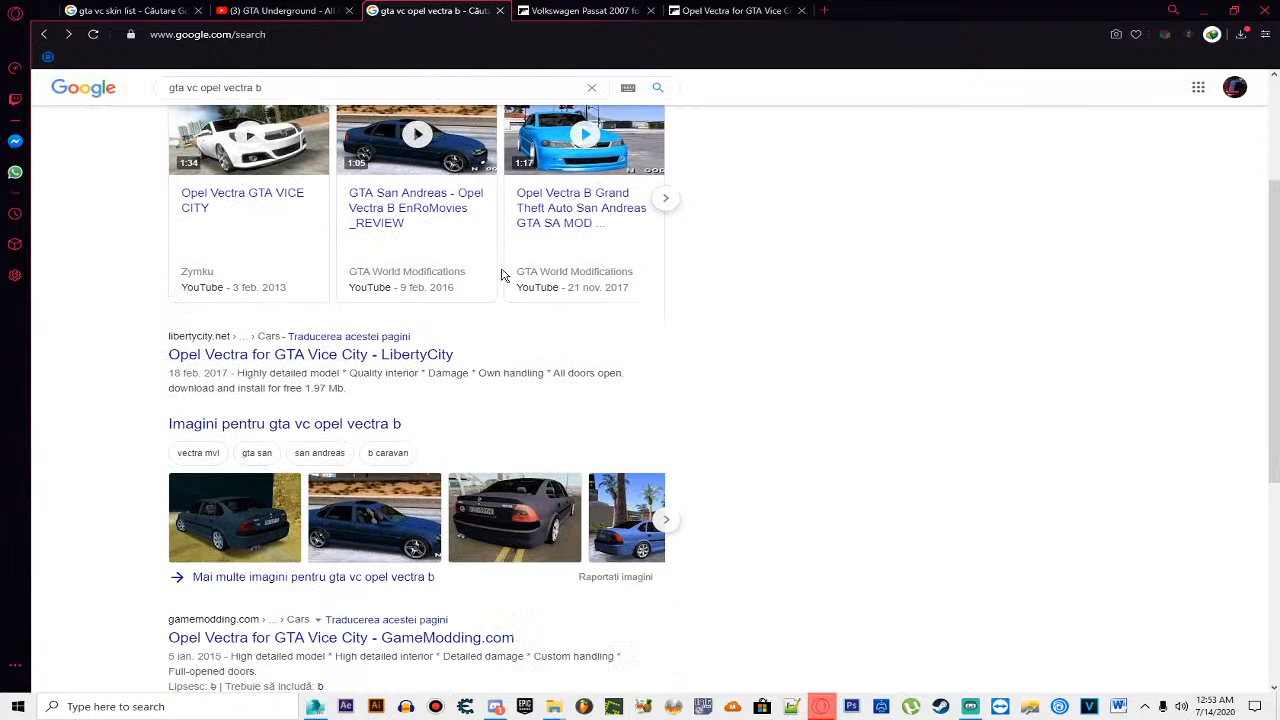 gta vc skin list - Căutare Go
(3) GTA Underground - All
gta vc opel vectra b - Căuta
Volkswagen Passat 2007 fo
Opel Vectra for GTA Vice C
www.google.com/search
Google
gta vc opel vectra b
1:34
1:05
1:17
Opel Vectra GTA VICE
CITY
GTA San Andreas - Opel
Vectra B EnRoMovies
_REVIEW
Opel Vectra B Grand
Theft Auto San Andreas
GTA SA MOD ...
Zymku
YouTube - 3 feb. 2013
GTA World Modifications
YouTube - 9 feb. 2016
GTA World Modifications
YouTube - 21 nov. 2017
libertycity.net › ... › Cars - Traducerea acestei pagini
Opel Vectra for GTA Vice City - LibertyCity
18 feb. 2017 - Highly detailed model * Quality interior * Damage * Own handling * All doors open.
download and install for free 1.97 Mb.
Imagini pentru gta vc opel vectra b
vectra mvl
gta san
san andreas
b caravan
Mai multe imagini pentru gta vc opel vectra b
Raportați imagini
gamemodding.com › ... › Cars ▾ Traducerea acestei pagini
Opel Vectra for GTA Vice City - GameModding.com
5 ian. 2015 - High detailed model * High detailed interior * Detailed damage * Custom handling *
Full-opened doors.
Lipsesc: b | Trebuie să includă: b
Type here to search
12:53 AM
7/14/2020